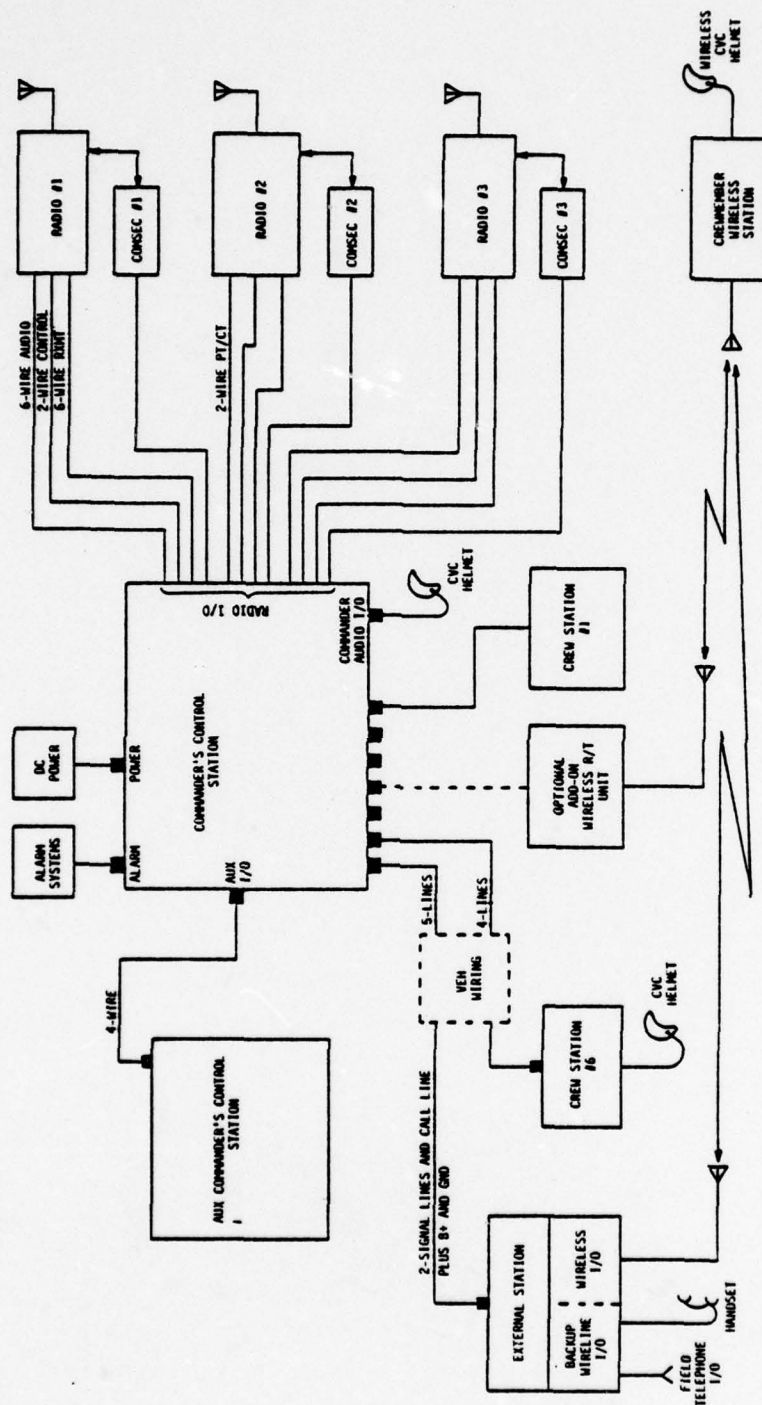 ALARM
SYSTEMS
DC
POWER
ALARM
POWER
AUX
I/O
COMMANDER'S CONTROL
STATION
RADIO I/O
COMMANDER
AUDIO I/O
CVC
HELMET
4-WIRE
AUX COMMANDER'S CONTROL
STATION
6-WIRE AUDIO
2-WIRE CONTROL
6-WIRE RXMT
RADIO #1
COMSEC #1
2-WIRE PT/CT
RADIO #2
COMSEC #2
RADIO #3
COMSEC #3
5-LINES
4-LINES
VEH
WIRING
2-SIGNAL LINES AND CALL LINE
PLUS B+ AND GND
CREW STATION
#6
CVC
HELMET
OPTIONAL
ADD-ON
WIRELESS R/T
UNIT
CREW STATION
#1
EXTERNAL STATION
BACKUP
WIRELINE
I/O
WIRELESS
I/O
FIELD
TELEPHONE
I/O
HANDSET
CREWMEMBER
WIRELESS
STATION
WIRELESS
CVC
HELMET